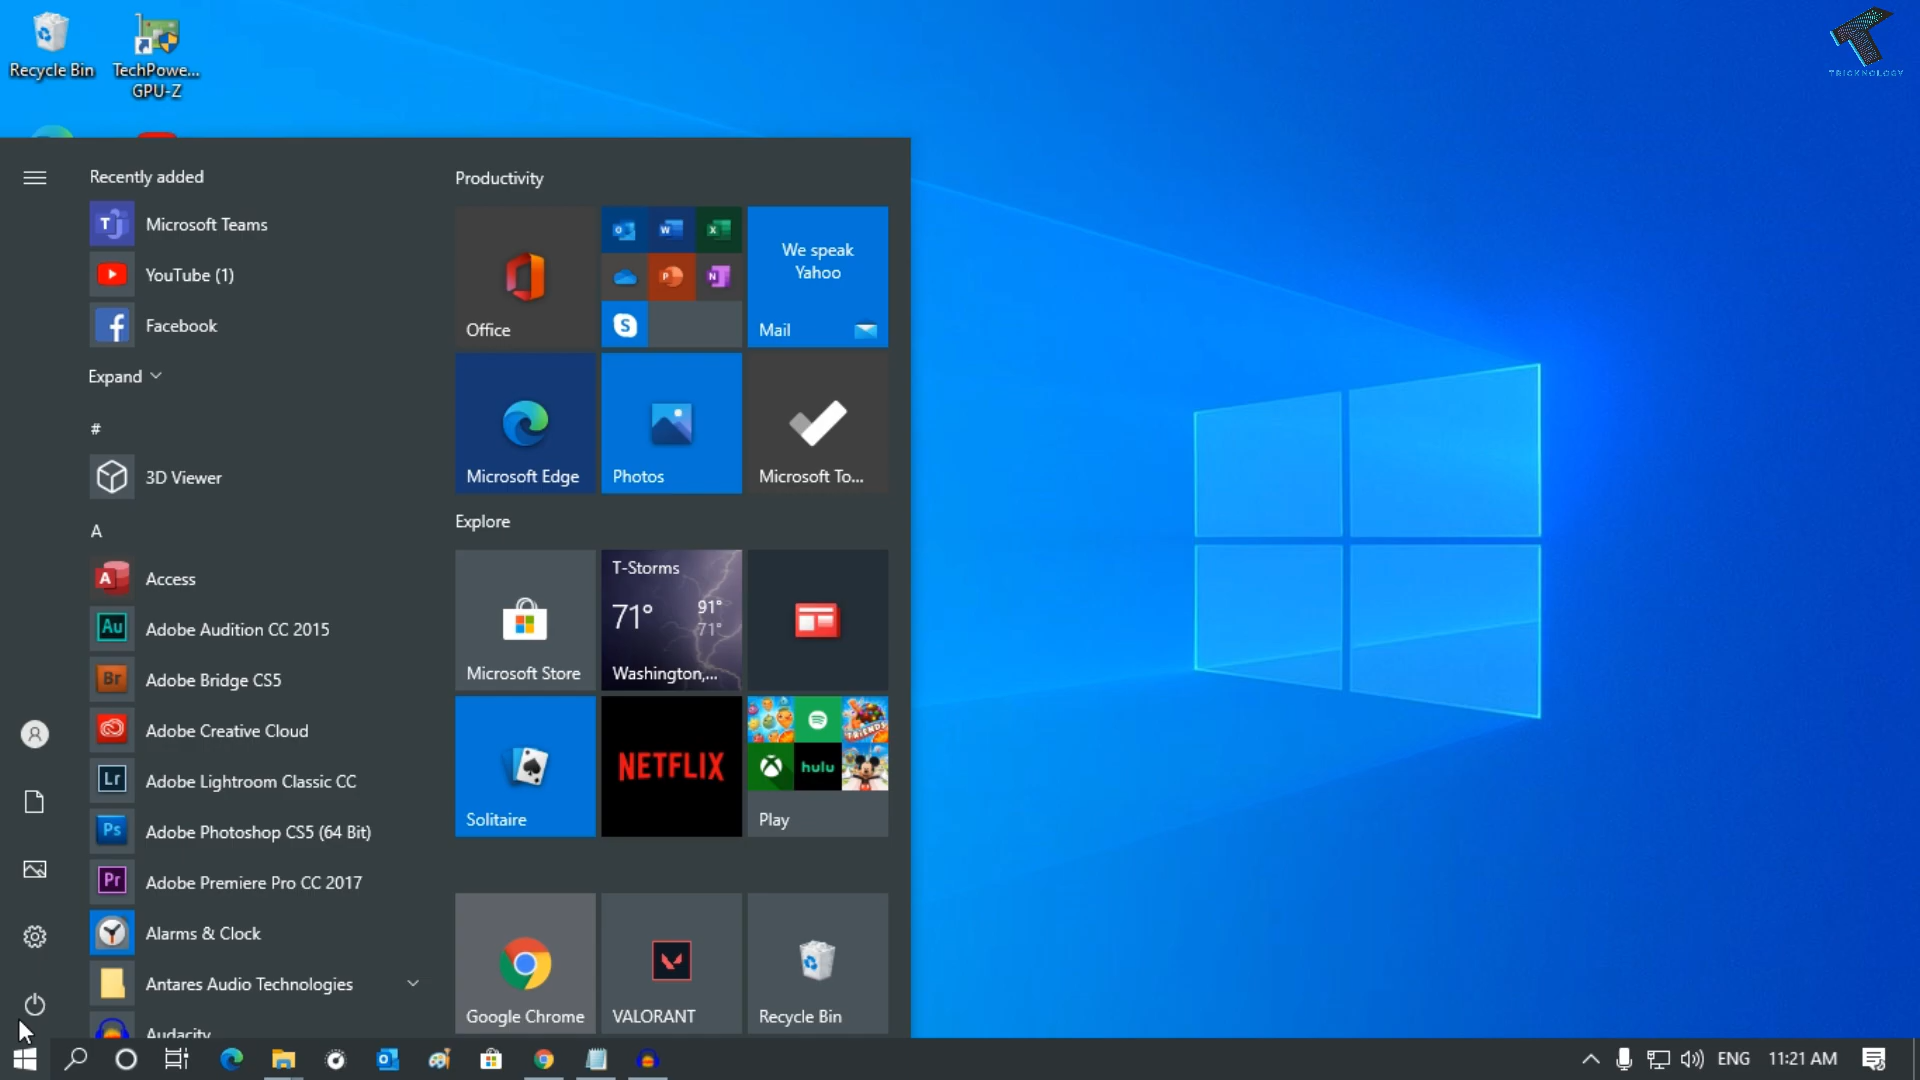 Recycle Bin
TechPowe...
GPU-Z
TRICKNOLOGY
Recently added
Microsoft Teams
YouTube (1)
Facebook
Expand
#
3D Viewer
A
Access
Adobe Audition CC 2015
Adobe Bridge CS5
Adobe Creative Cloud
Adobe Lightroom Classic CC
Adobe Photoshop CS5 (64 Bit)
Adobe Premiere Pro CC 2017
Alarms & Clock
Antares Audio Technologies
Audacity
Productivity
Office
We speak
Yahoo
Mail
Microsoft Edge
Photos
Microsoft To...
Explore
Microsoft Store
T-Storms
71° 91°
71°
Washington,...
Solitaire
NETFLIX
hulu
Play
Google Chrome
VALORANT
Recycle Bin
ENG
11:21 AM